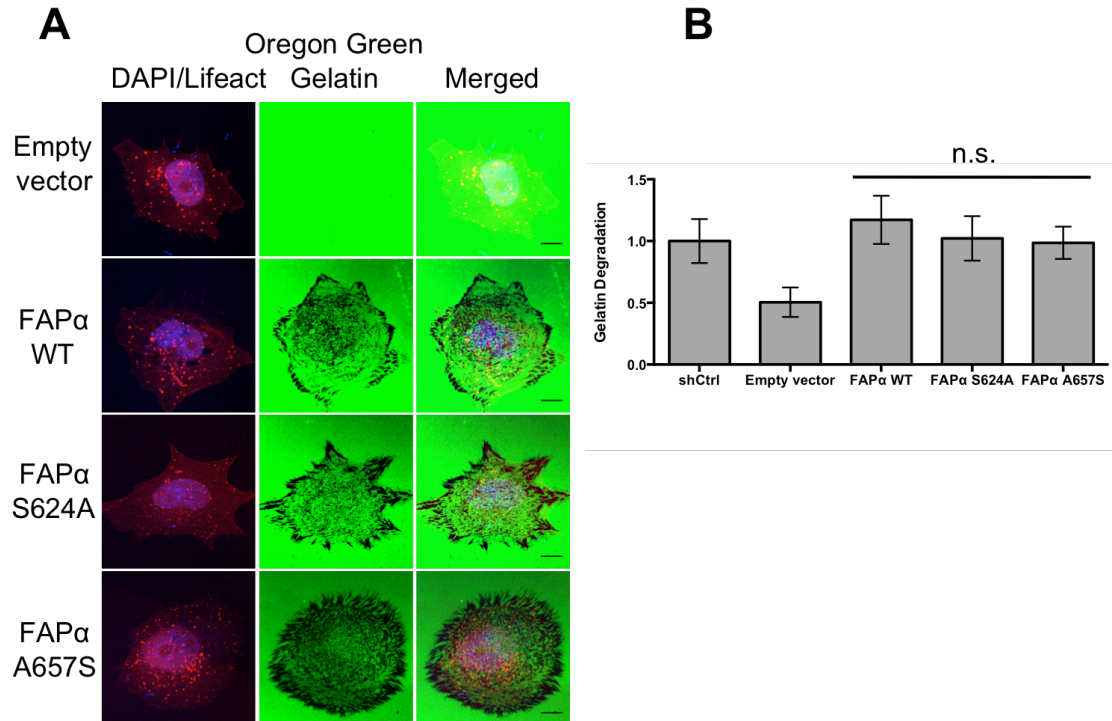 A
Oregon Green
DAPI/Lifeact Gelatin Merged
Empty
vector
FAPα
WT
FAPα
S624A
FAPα
A657S
B
n.s.
1.5
1.0
0.5
0.0
Gelatin Degradation
shCtrl Empty vector FAPα WT FAPα S624A FAPα A657S